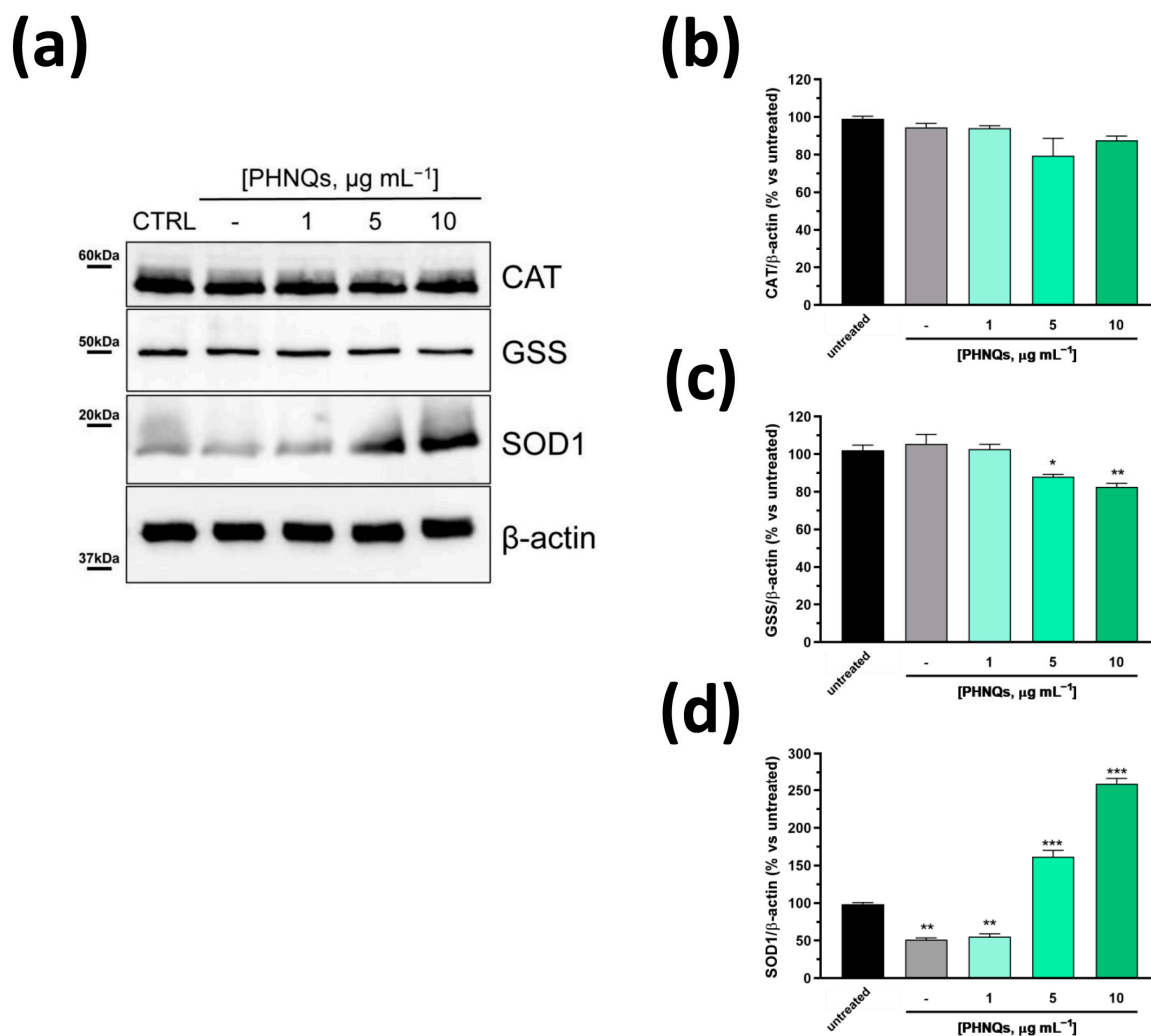 (a)
[PHNQs, µg mL⁻¹]
CTRL - 1 5 10
60kDa
CAT
50kDa
GSS
20kDa
SOD1
β-actin
37kDa
(b)
CAT/β-actin (% vs untreated)
120
100
80
60
40
20
0
untreated - 1 5 10
[PHNQs, µg mL⁻¹]
(c)
GSS/β-actin (% vs untreated)
120
100
80
60
40
20
0
*
**
untreated - 1 5 10
[PHNQs, µg mL⁻¹]
(d)
SOD1/β-actin (% vs untreated)
300
250
200
150
100
50
0
**
**
***
***
untreated - 1 5 10
[PHNQs, µg mL⁻¹]